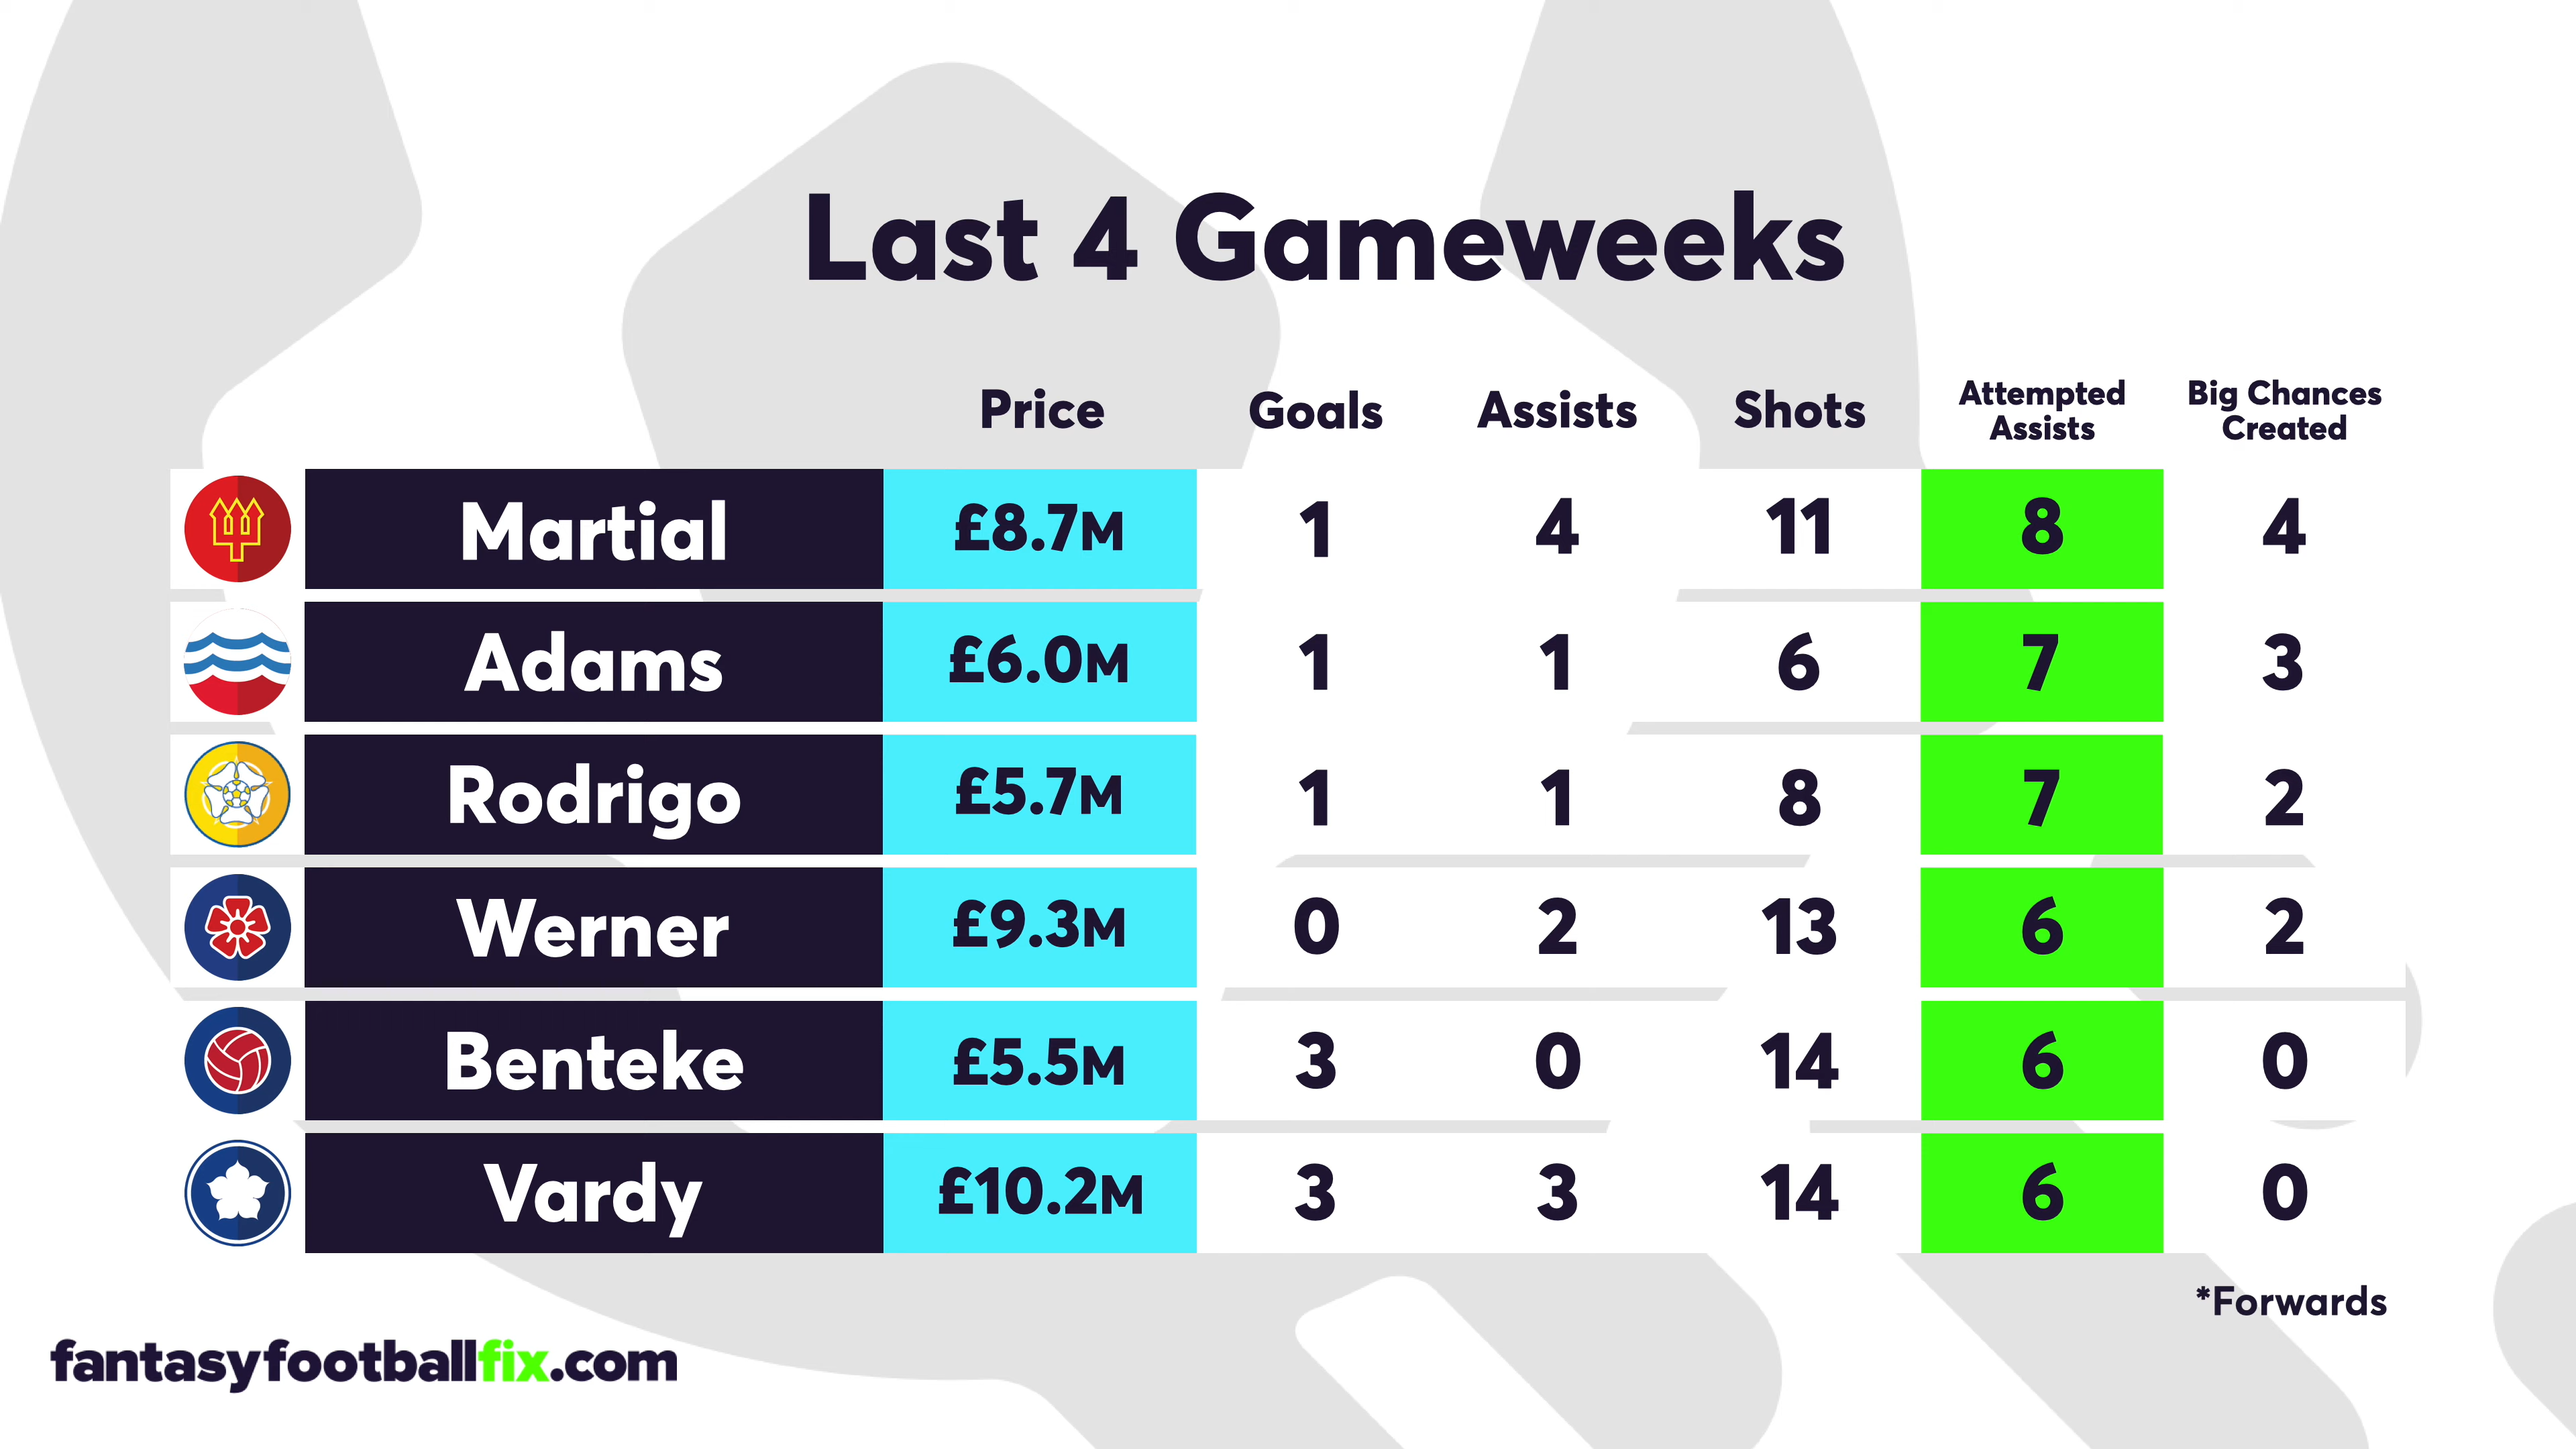 Last 4 Gameweeks
Price Goals Assists Shots Attempted Assists Big Chances Created
Martial £8.7M 1 4 11 8 4
Adams £6.0M 1 1 6 7 3
Rodrigo £5.7M 1 1 8 7 2
Werner £9.3M 0 2 13 6 2
Benteke £5.5M 3 0 14 6 0
Vardy £10.2M 3 3 14 6 0
*Forwards
fantasyfootballfix.com